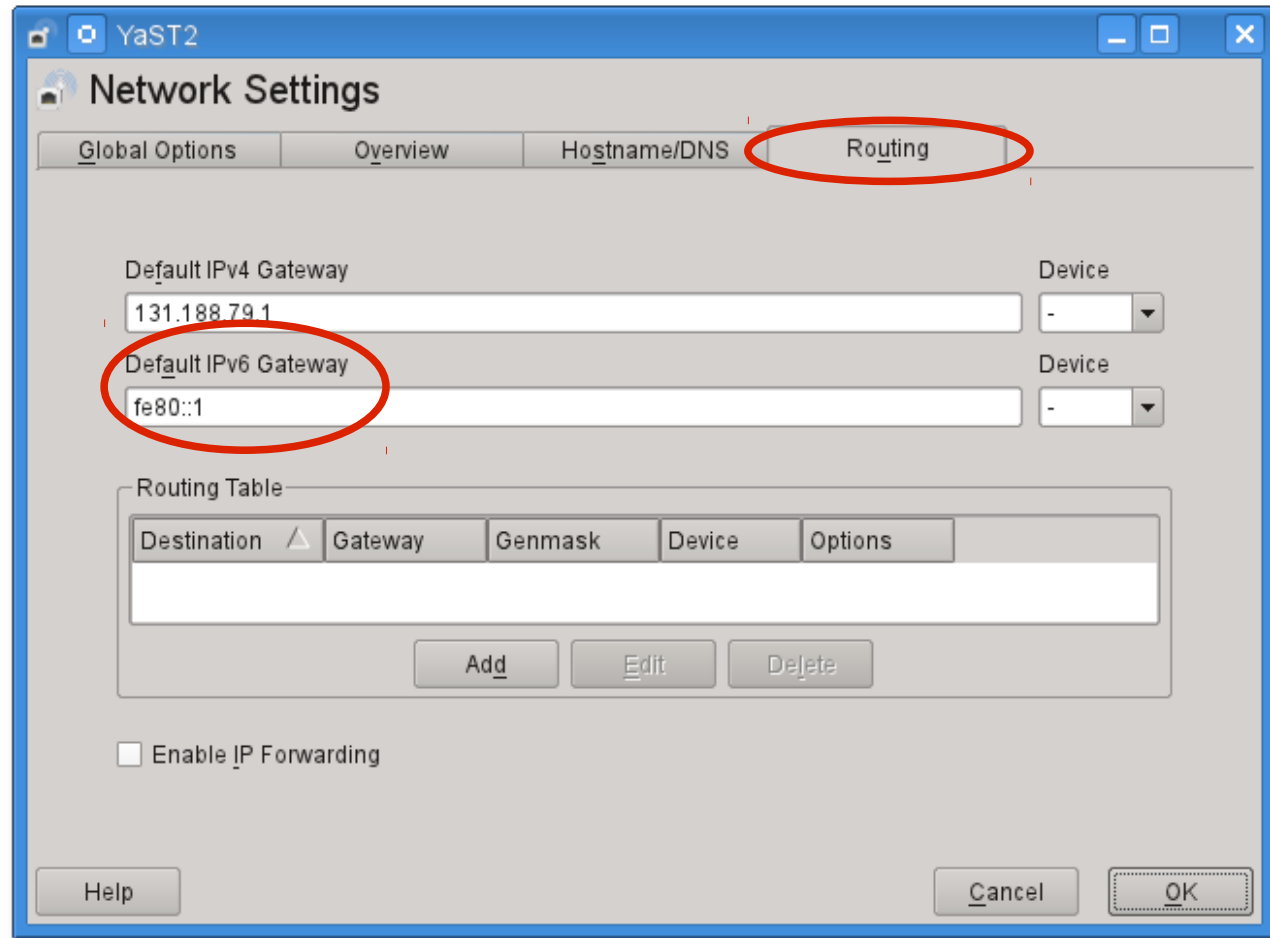 YaST2
Network Settings
Global Options Overview Hostname/DNS Routing
Default IPv4 Gateway Device
131.188.79.1 -
Default IPv6 Gateway Device
fe80::1 -
Routing Table
Destination Gateway Genmask Device Options
Add Edit Delete
Enable IP Forwarding
Help Cancel OK